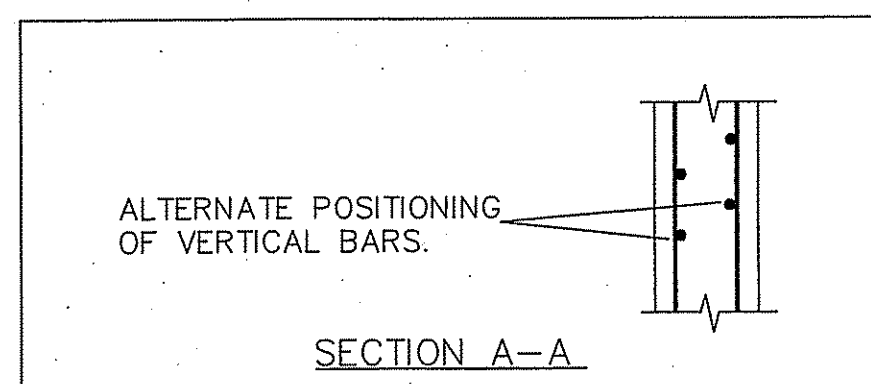 ALTERNATE POSITIONING
OF VERTICAL BARS.
SECTION A-A